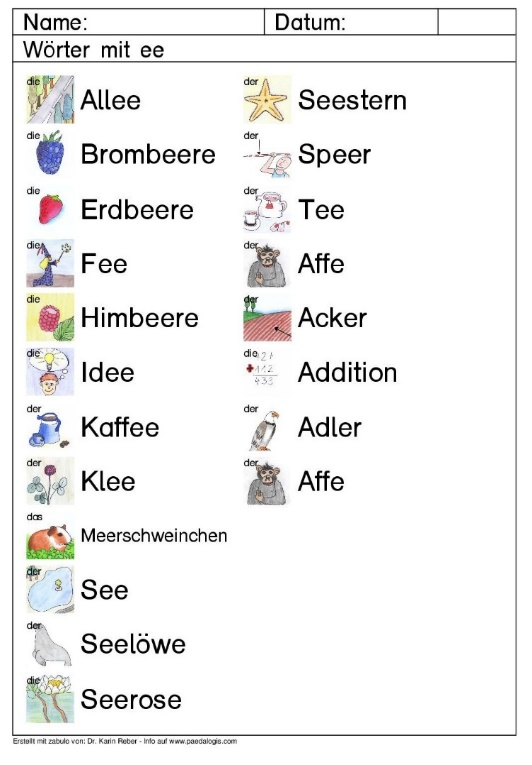 Name: Datum:
Wörter mit ee
die Allee
die Brombeere
die Erdbeere
die Fee
die Himbeere
die Idee
der Kaffee
der Klee
das Meerschweinchen
der See
der Seelöwe
die Seerose
der Seestern
der Speer
der Tee
der Affe
der Acker
die Addition
der Adler
der Affe
Erstellt mit zabulo von: Dr. Karin Reber - Info auf www.paedalogis.com